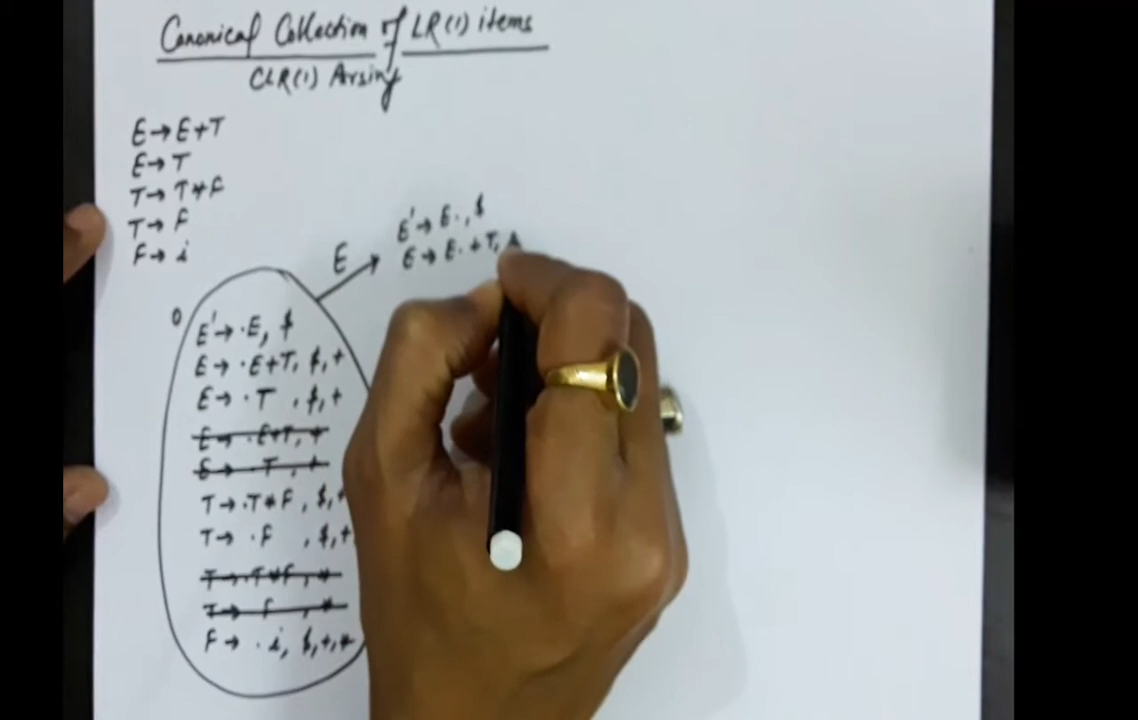 Canonical Collection of LR(1) items
CLR(1) Parsing
E→E+T
E→T
T→T*F
T→F
F→i
E
E'→E·, $
E→E·+T,
0
E'→·E, $
E→·E+T, $,+
E→·T , $,+
E→·E+T, +
E→·T, +
T→·T*F, $,+
T→·F , $,+
T→·T*F, *
T→·F, *
F→·i, $,+,*